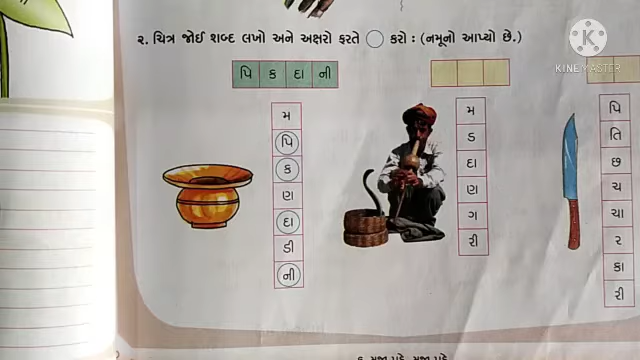 ૨. ચિત્ર જોઈ શબ્દ લખો અને અક્ષરો ફરતે ◯ કરો : (નમૂનો આપ્યો છે.)
KINEMASTER
પિ ક દા ની
મ
પિ
ક
ણ
દા
ડી
ની
મ
ડ
દા
ણ
ગ
રી
પિ
તિ
છ
ચ
ચા
ર
કા
રી